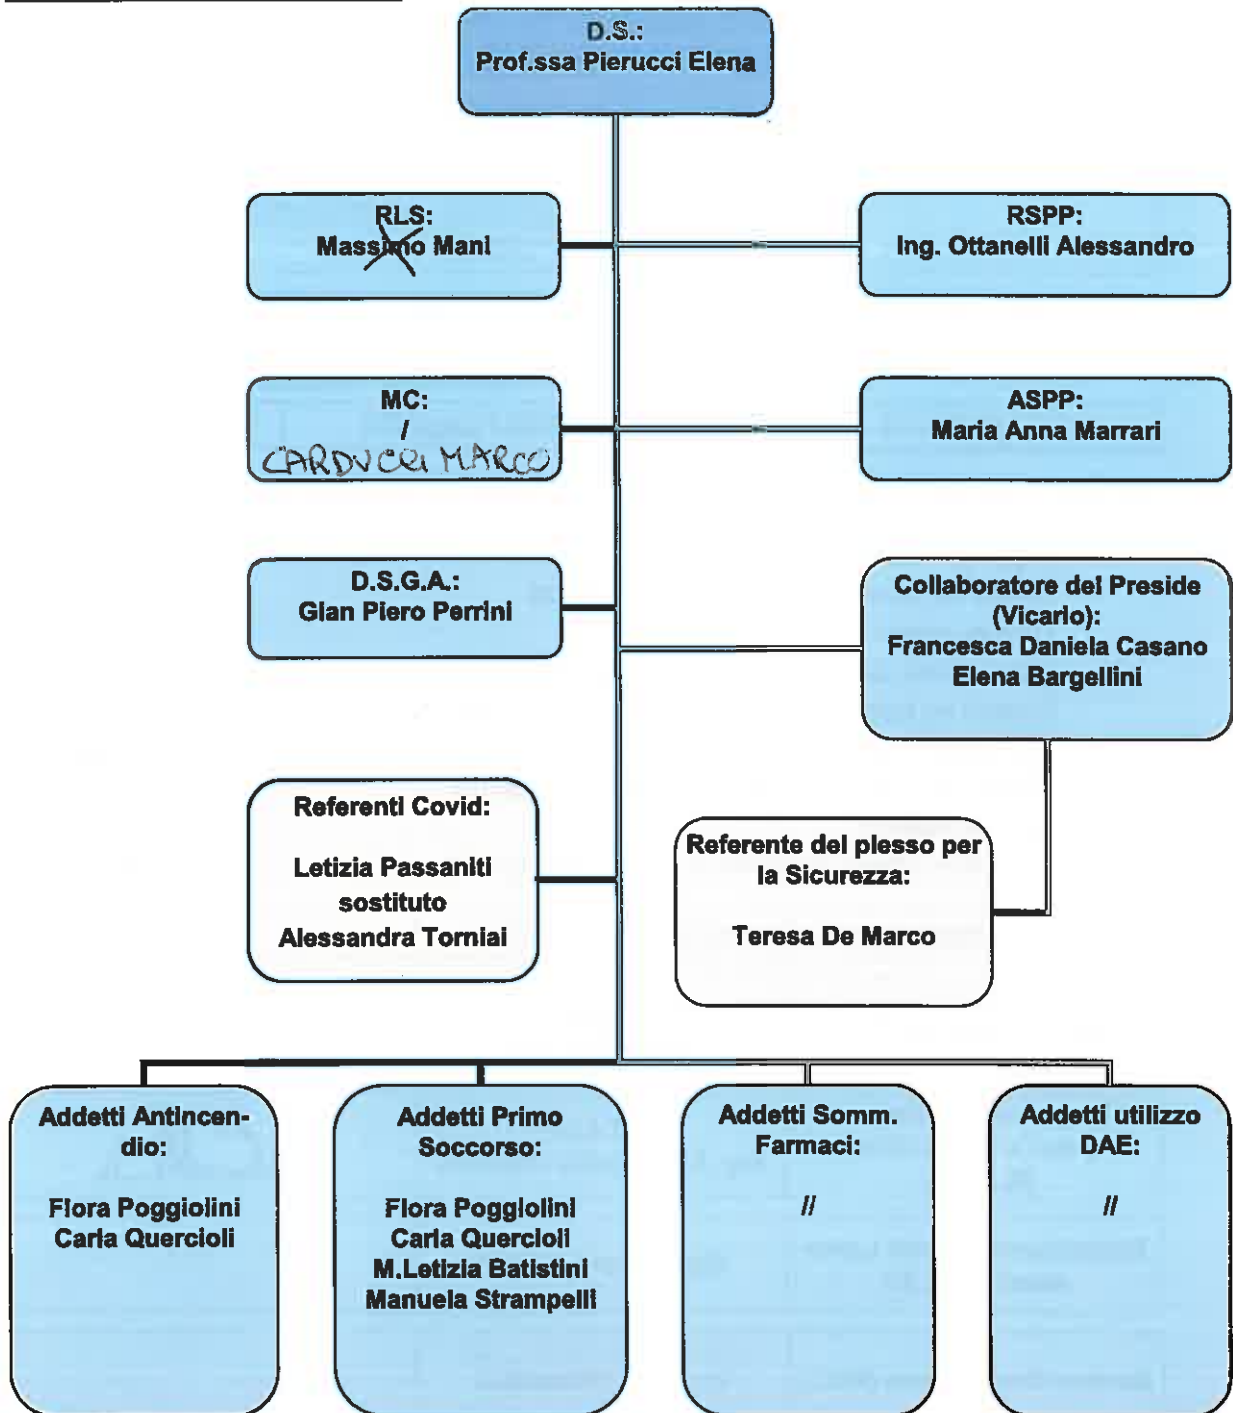 D.S.:
Prof.ssa Pierucci Elena
RLS:
Massimo Mani
RSPP:
Ing. Ottanelli Alessandro
MC:
/
CARDUCCI MARCO
ASPP:
Maria Anna Marrari
D.S.G.A.:
Gian Piero Perrini
Collaboratore del Preside
(Vicario):
Francesca Daniela Casano
Elena Bargellini
Referenti Covid:
Letizia Passaniti
sostituto
Alessandra Torniai
Referente del plesso per
la Sicurezza:
Teresa De Marco
Addetti Antincen-
dio:
Flora Poggiolini
Carla Quercioli
Addetti Primo
Soccorso:
Flora Poggiolini
Carla Quercioli
M.Letizia Batistini
Manuela Strampelli
Addetti Somm.
Farmaci:
//
Addetti utilizzo
DAE:
//